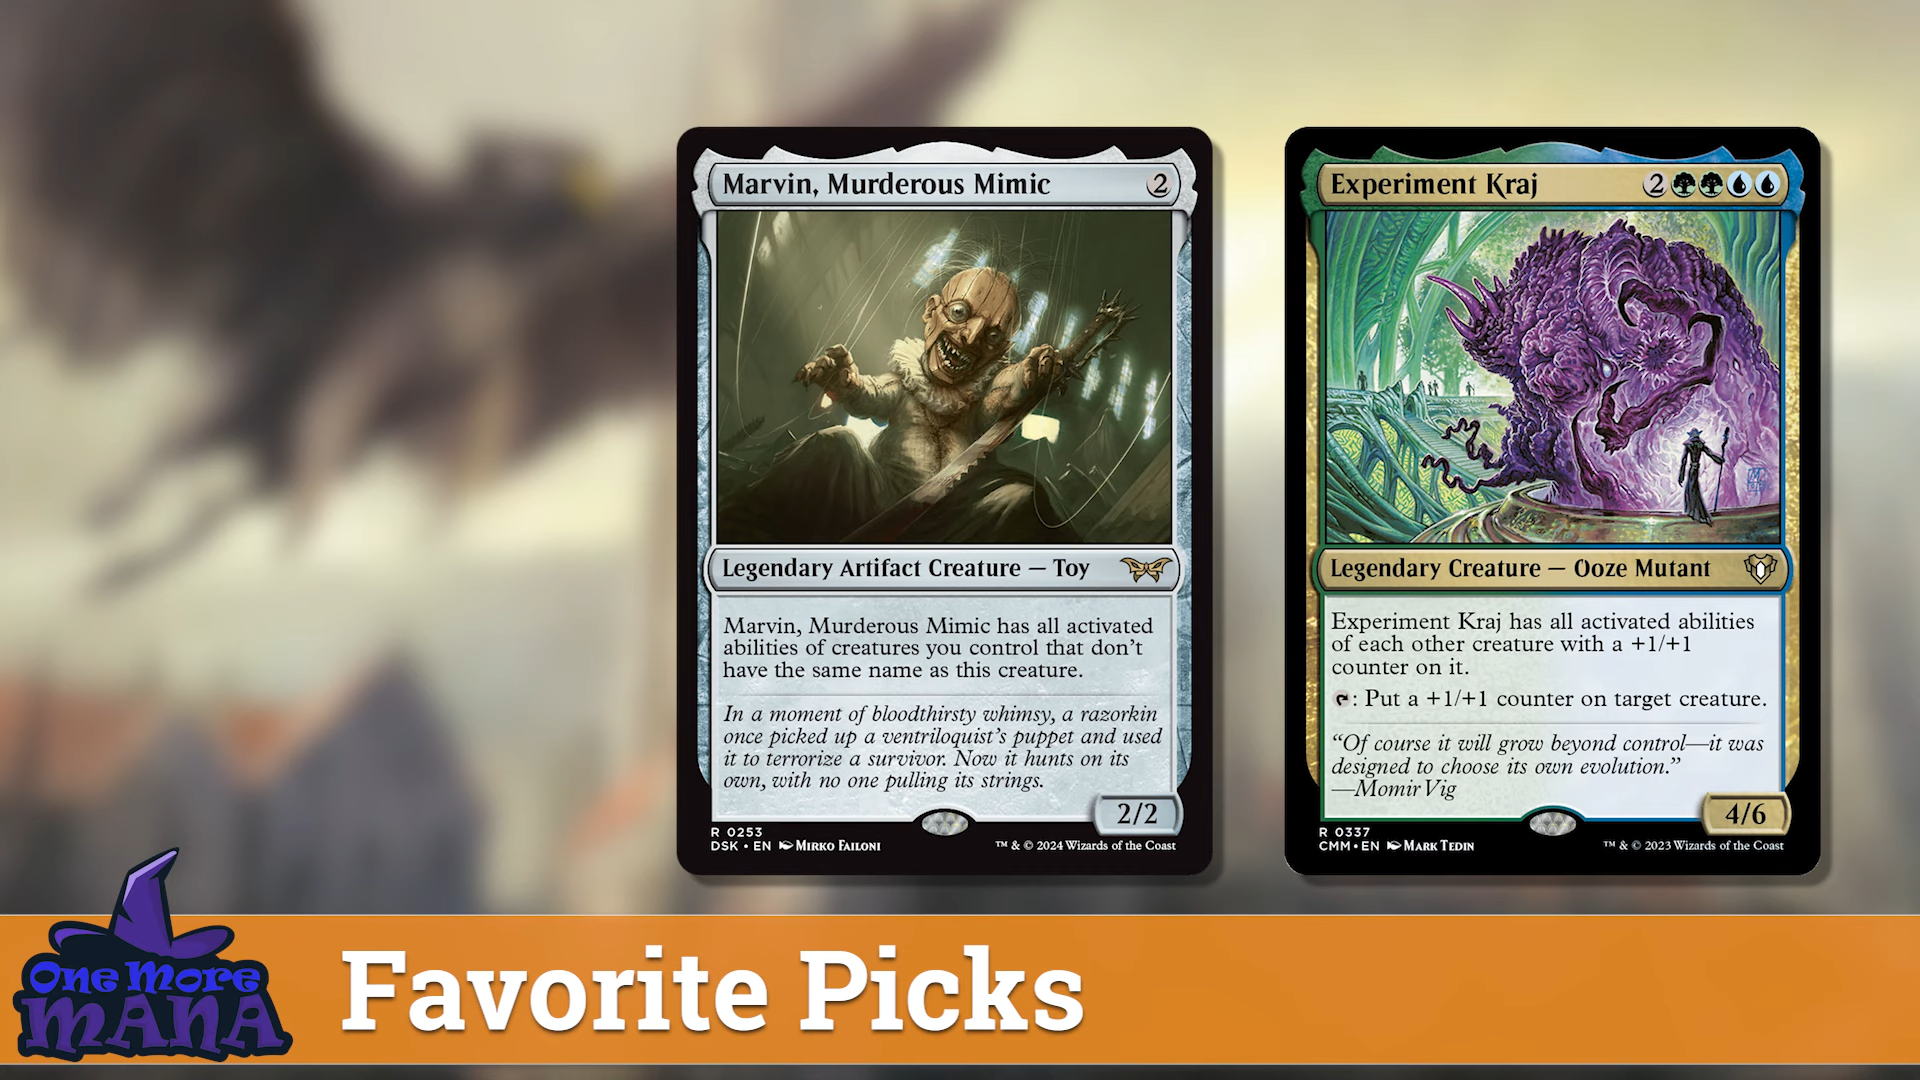 Marvin, Murderous Mimic 2
Legendary Artifact Creature — Toy
Marvin, Murderous Mimic has all activated
abilities of creatures you control that don't
have the same name as this creature.
In a moment of bloodthirsty whimsy, a razorkin
once picked up a ventriloquist's puppet and used
it to terrorize a survivor. Now it hunts on its
own, with no one pulling its strings.
2/2
R 0253
DSK • EN Mirko Failoni
™ & © 2024 Wizards of the Coast
Experiment Kraj 2
Legendary Creature — Ooze Mutant
Experiment Kraj has all activated abilities
of each other creature with a +1/+1
counter on it.
: Put a +1/+1 counter on target creature.
"Of course it will grow beyond control—it was
designed to choose its own evolution."
—Momir Vig
4/6
R 0337
CMM • EN Mark Tedin
™ & © 2023 Wizards of the Coast
One More
Mana
Favorite Picks